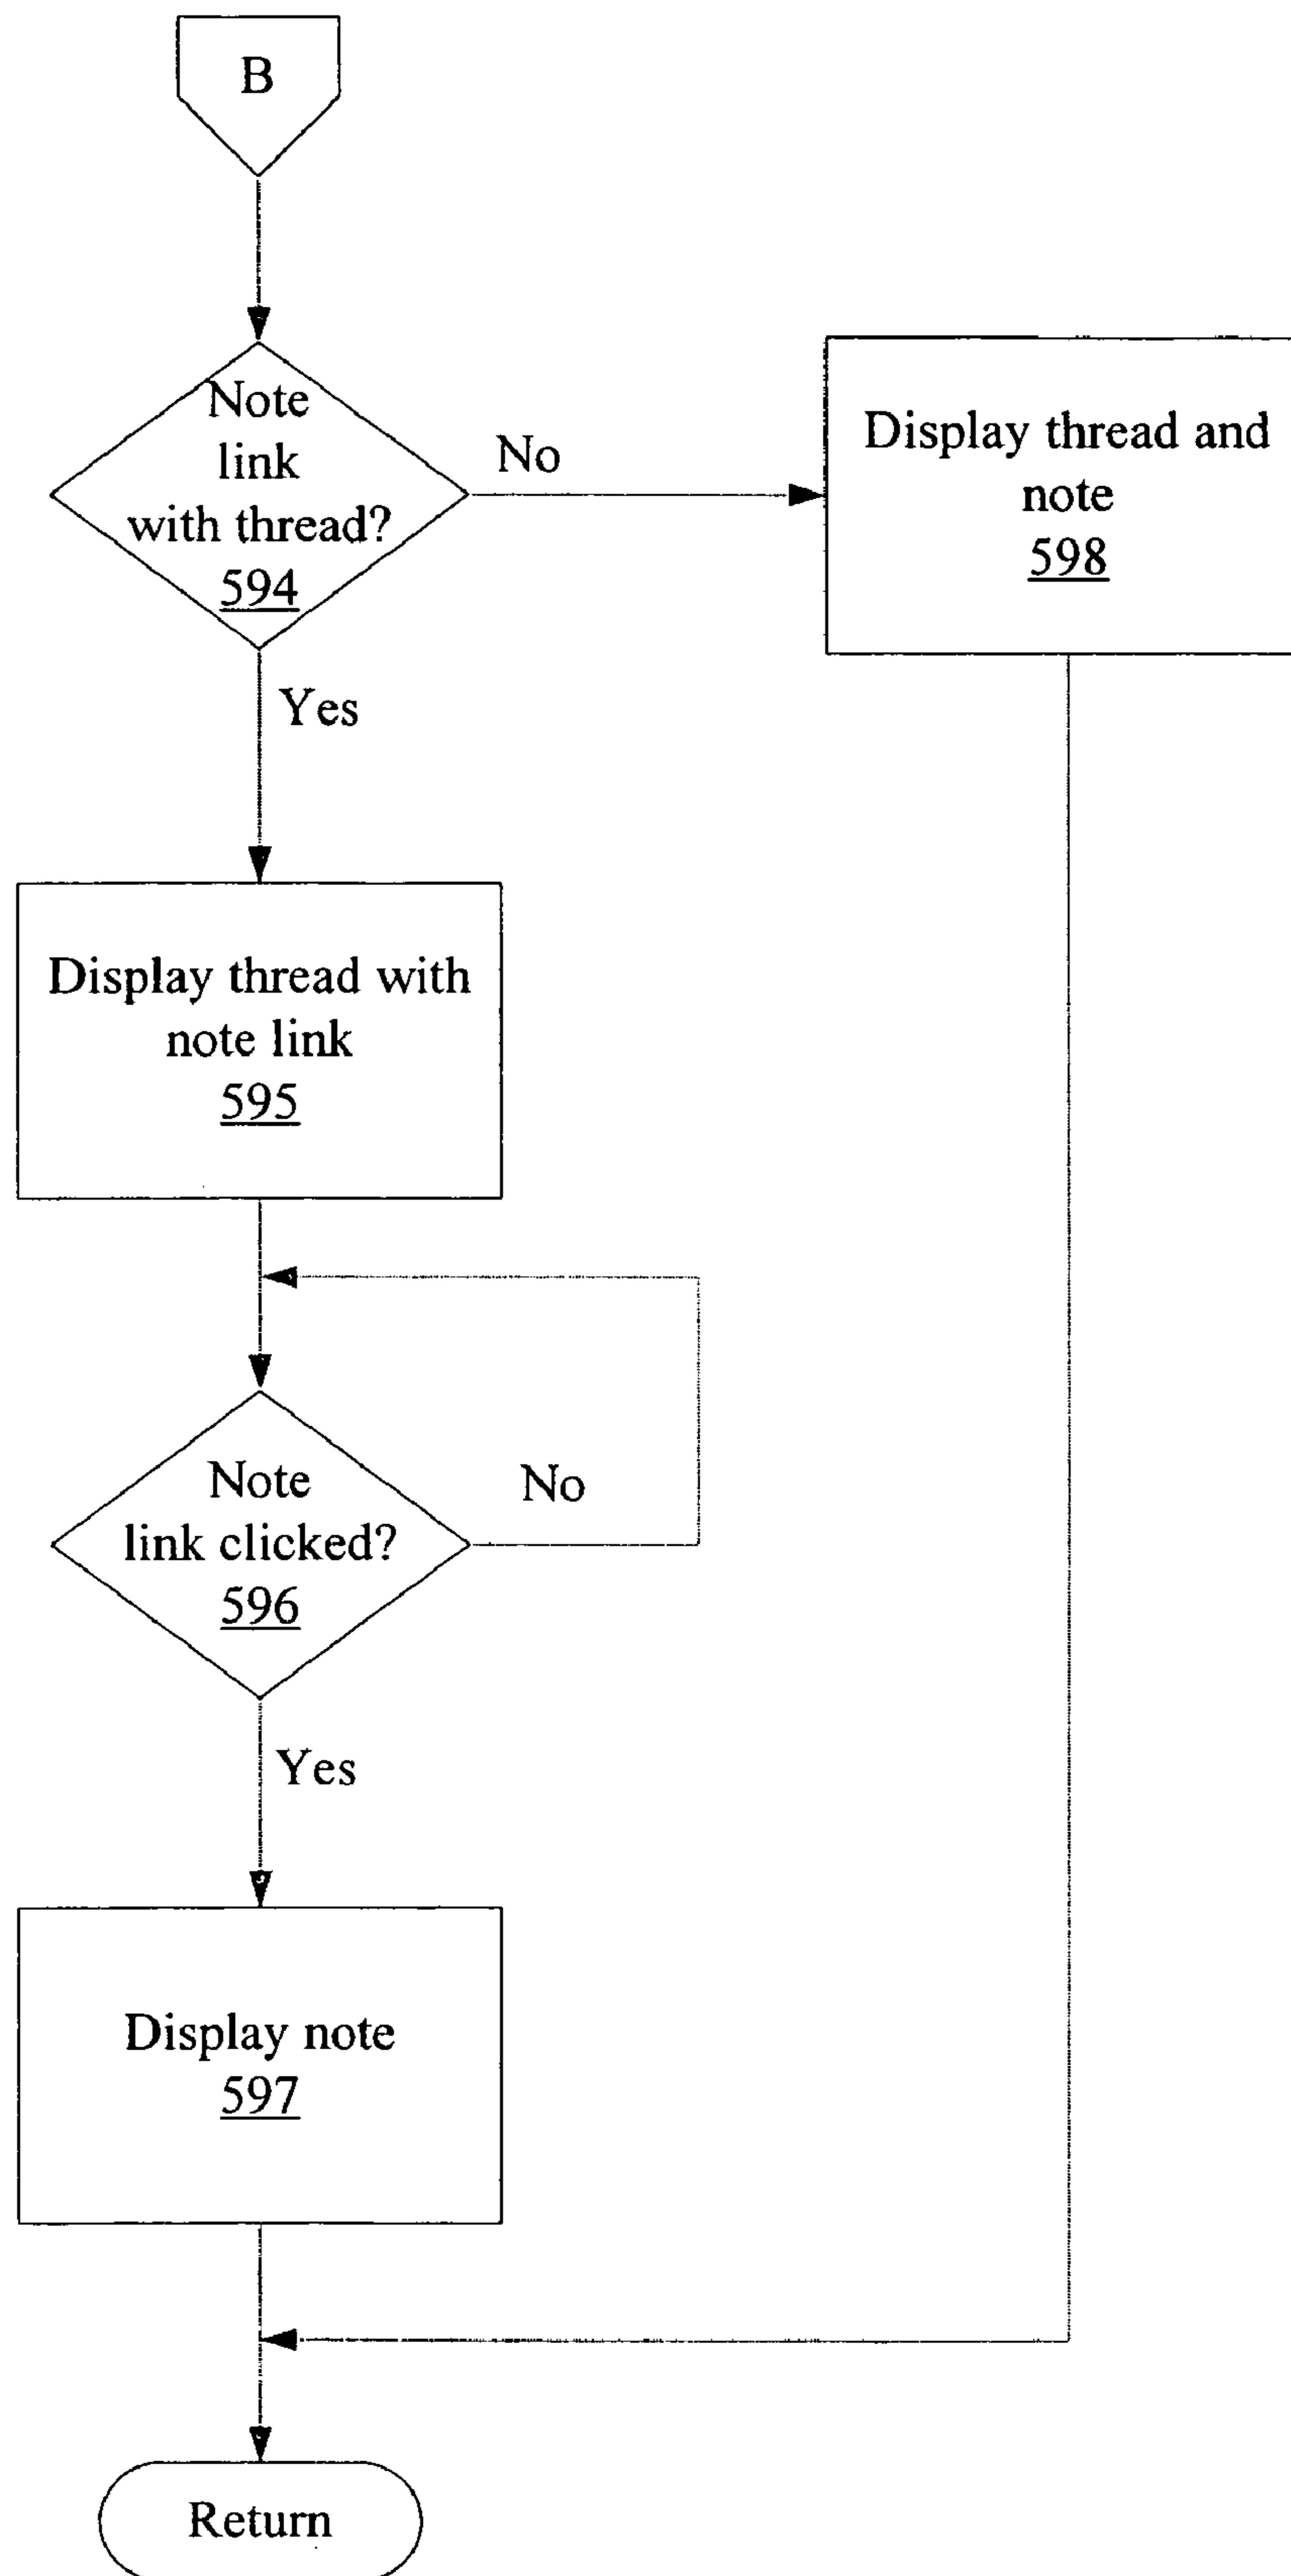 B
Note
link
with thread?
594
No
Display thread and
note
598
Yes
Display thread with
note link
595
Note
link clicked?
596
No
Yes
Display note
597
Return